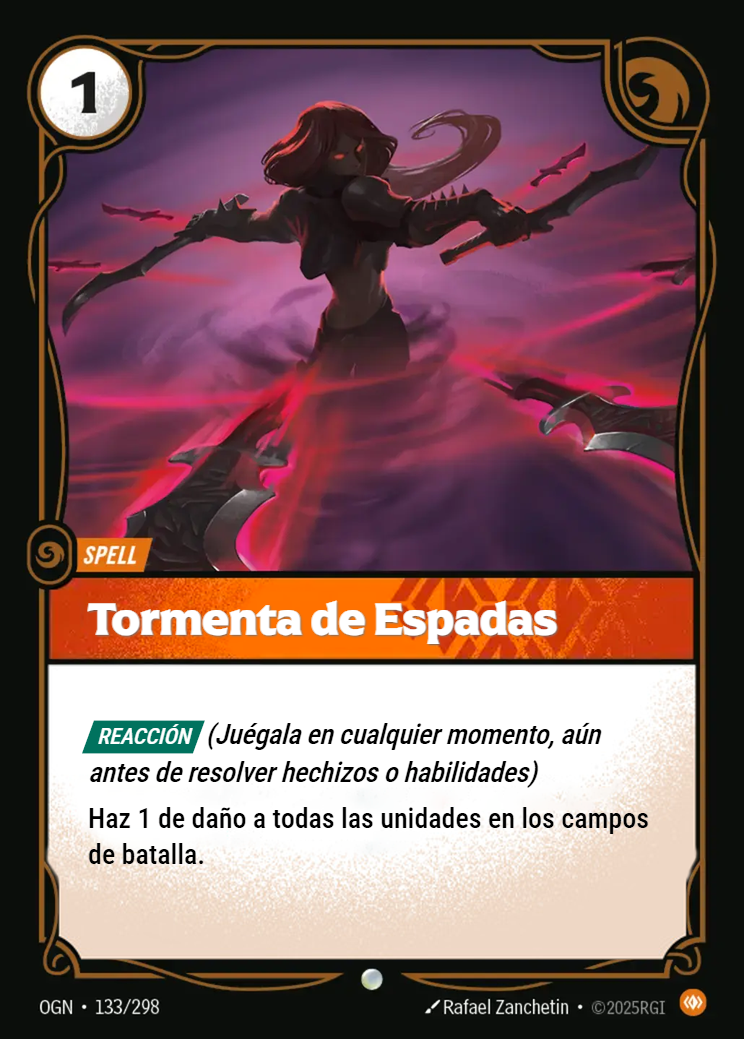 1
SPELL
Tormenta de Espadas
REACCIÓN (Juégala en cualquier momento, aún
antes de resolver hechizos o habilidades)
Haz 1 de daño a todas las unidades en los campos
de batalla.
OGN • 133/298
Rafael Zanchetin • ©2025RGI